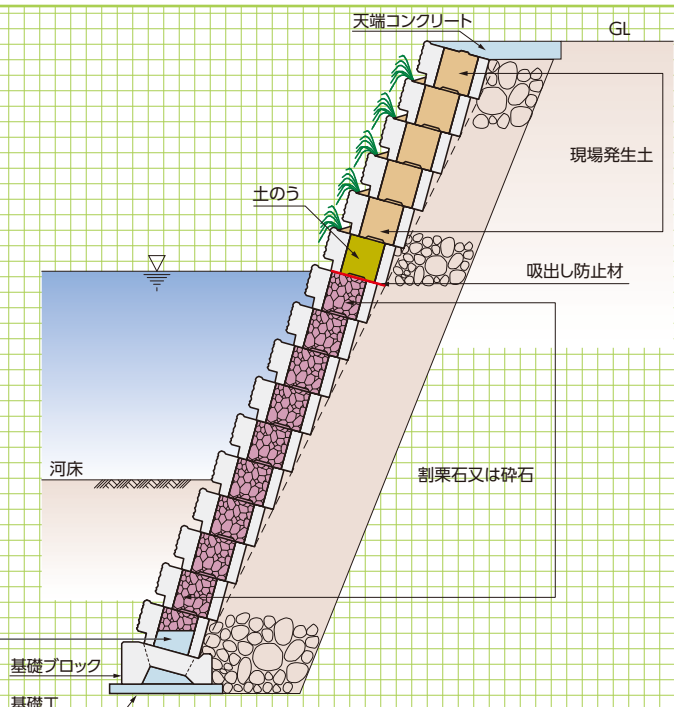 天端コンクリート
GL
現場発生土
土のう
吸出し防止材
河床
割栗石又は砕石
基礎ブロック
基礎工